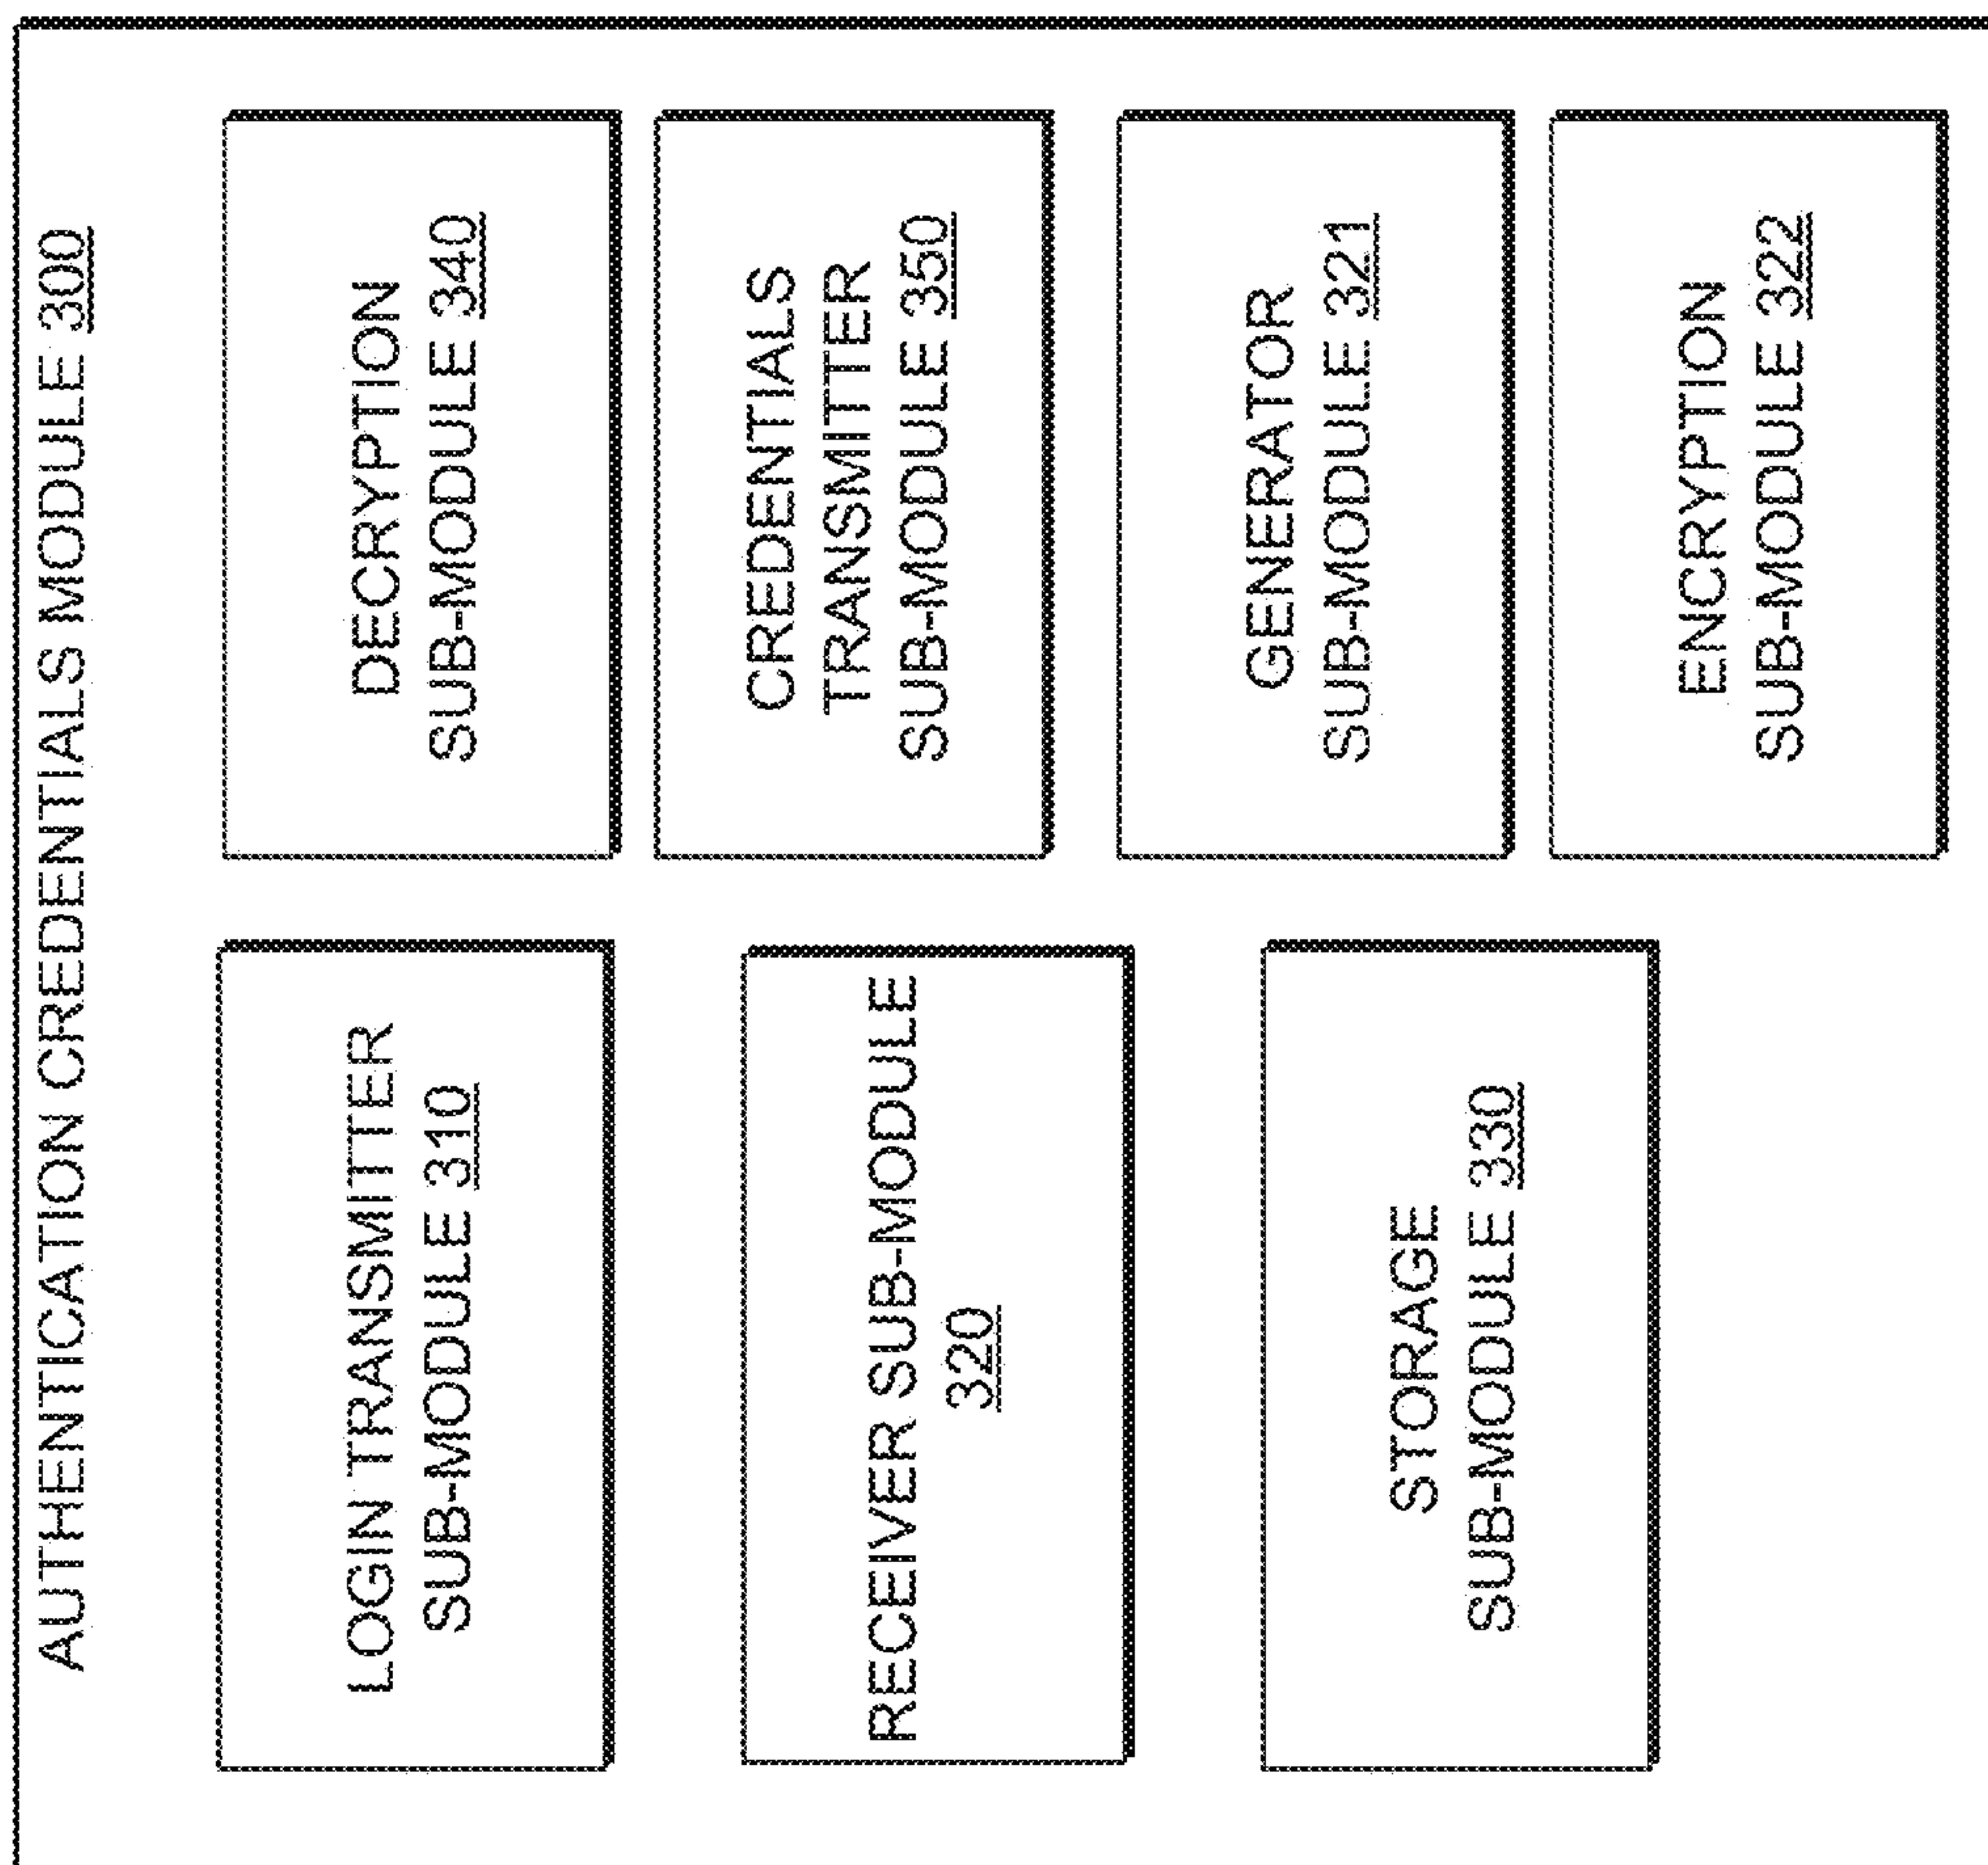 AUTHENTICATION CREDENTIALS MODULE 300
LOGIN TRANSMITTER
SUB-MODULE 310
RECEIVER SUB-MODULE
320
STORAGE
SUB-MODULE 330
DECRYPTION
SUB-MODULE 340
CREDENTIALS
TRANSMITTER
SUB-MODULE 350
GENERATOR
SUB-MODULE 321
ENCRYPTION
SUB-MODULE 322